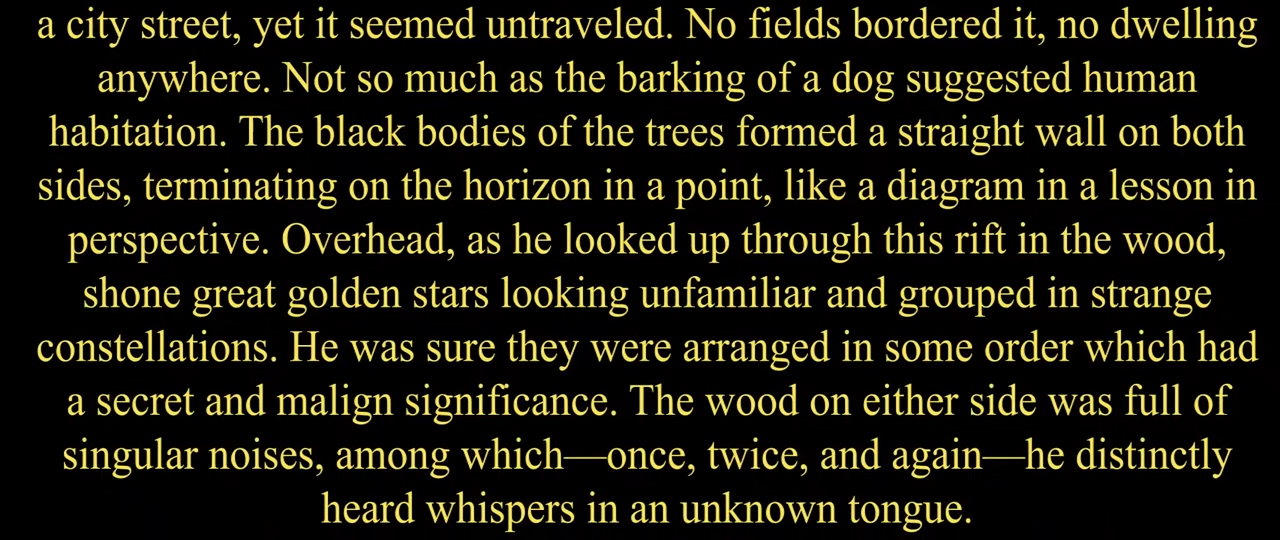 a city street, yet it seemed untraveled. No fields bordered it, no dwelling
anywhere. Not so much as the barking of a dog suggested human
habitation. The black bodies of the trees formed a straight wall on both
sides, terminating on the horizon in a point, like a diagram in a lesson in
perspective. Overhead, as he looked up through this rift in the wood,
shone great golden stars looking unfamiliar and grouped in strange
constellations. He was sure they were arranged in some order which had
a secret and malign significance. The wood on either side was full of
singular noises, among which—once, twice, and again—he distinctly
heard whispers in an unknown tongue.